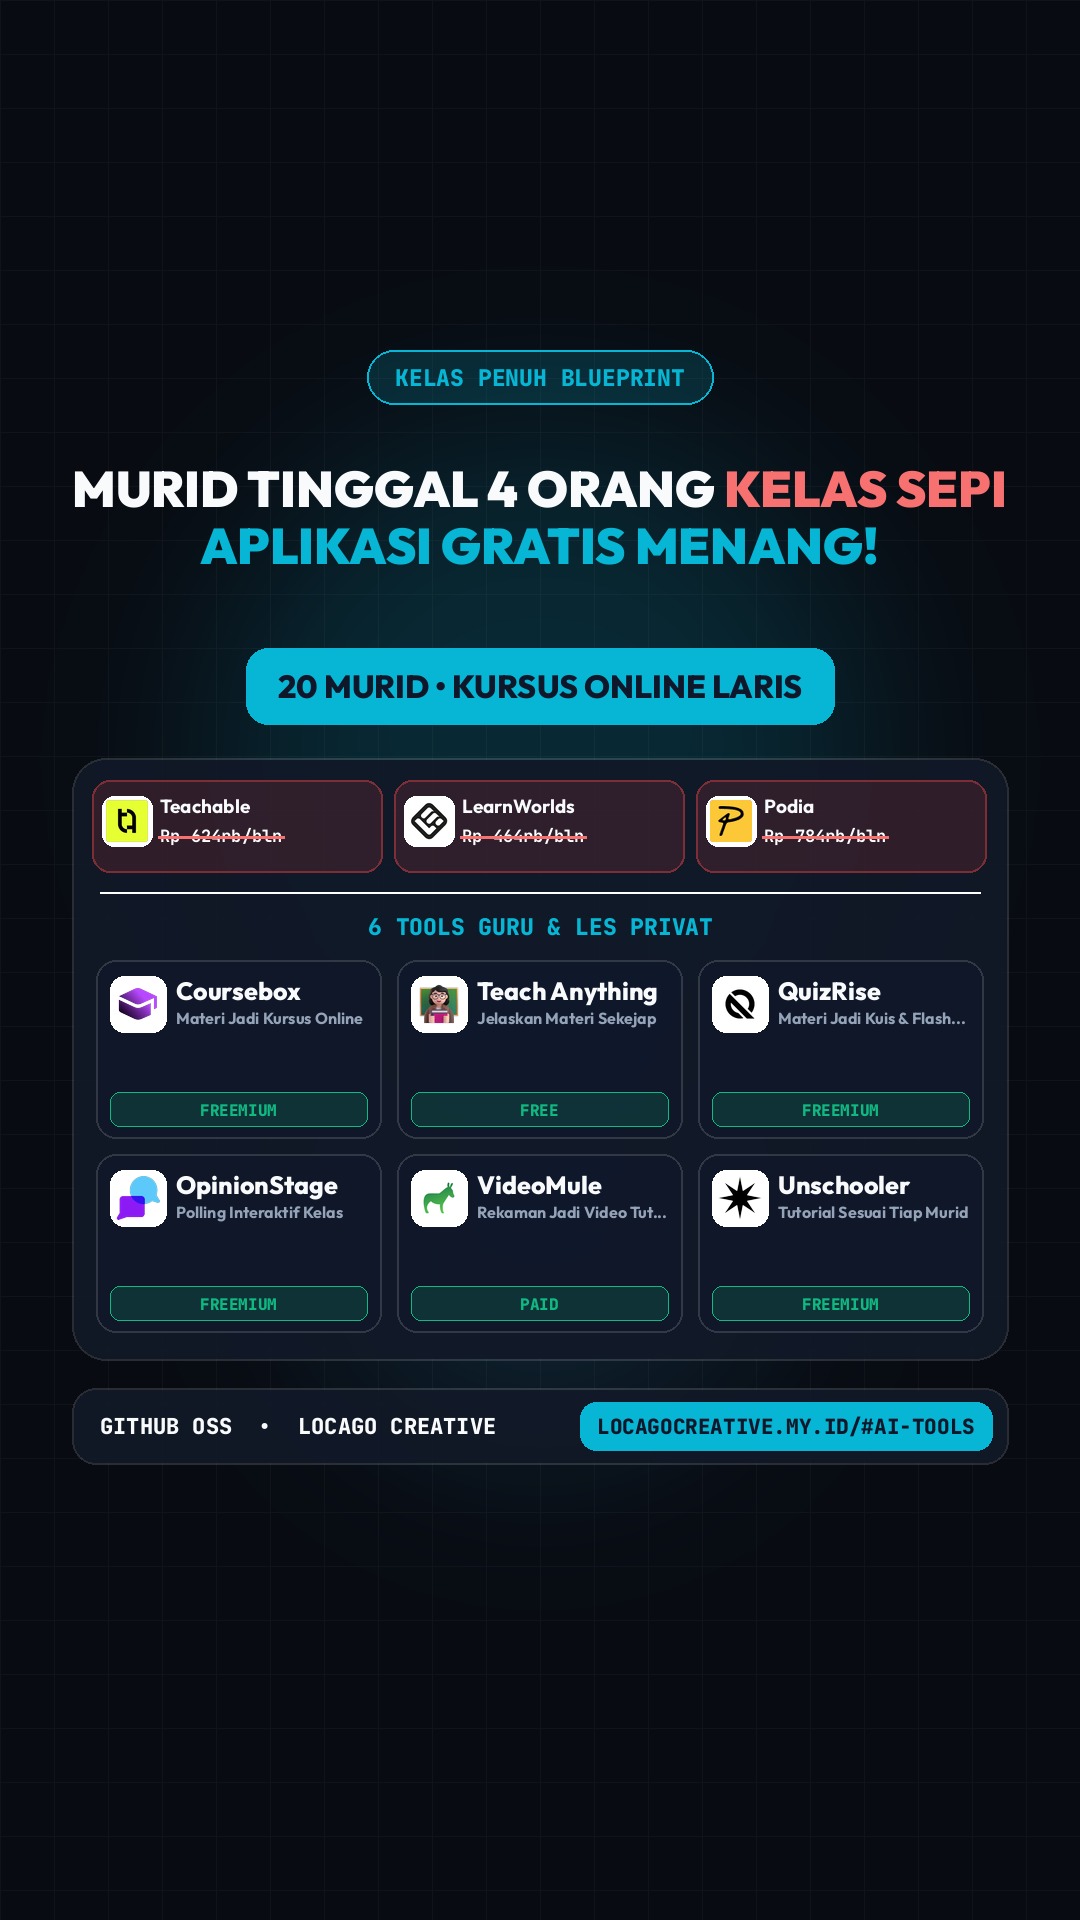 KELAS PENUH BLUEPRINT
MURID TINGGAL 4 ORANG KELAS SEPI
APLIKASI GRATIS MENANG!
20 MURID • KURSUS ONLINE LARIS
Teachable
Rp 624rb/bln
LearnWorlds
Rp 464rb/bln
Podia
Rp 784rb/bln
6 TOOLS GURU & LES PRIVAT
Coursebox
Materi Jadi Kursus Online
FREEMIUM
Teach Anything
Jelaskan Materi Sekejap
FREE
QuizRise
Materi Jadi Kuis & Flash...
FREEMIUM
OpinionStage
Polling Interaktif Kelas
FREEMIUM
VideoMule
Rekaman Jadi Video Tut...
PAID
Unschooler
Tutorial Sesuai Tiap Murid
FREEMIUM
GITHUB OSS • LOCAGO CREATIVE
LOCAGOCREATIVE.MY.ID/#AI-TOOLS